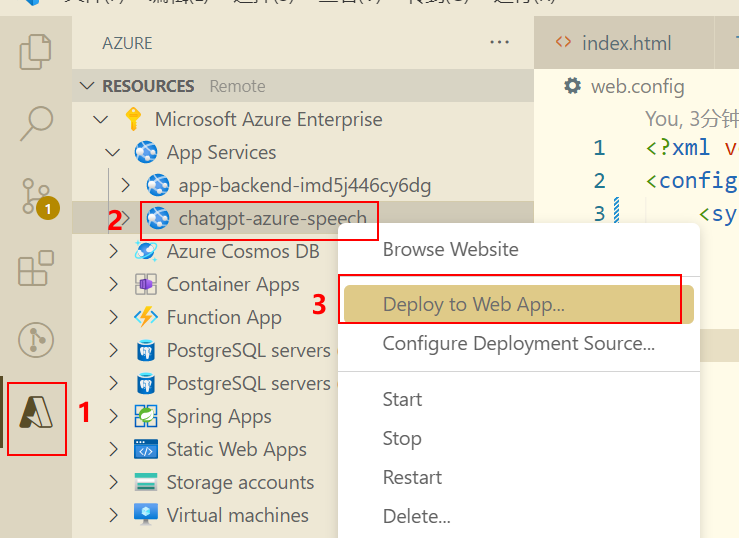 AZURE
···
index.html
RESOURCES Remote
web.config
Microsoft Azure Enterprise
You, 3分钟
App Services
1 <?xml v
app-backend-imd5j446cy6dg
2 <config
2
chatgpt-azure-speech
3 <sy
1
Azure Cosmos DB
Browse Website
Container Apps
3
Deploy to Web App...
Function App
Configure Deployment Source...
PostgreSQL servers
PostgreSQL servers
1
Spring Apps
Start
Static Web Apps
Stop
Storage accounts
Restart
Virtual machines
Delete...